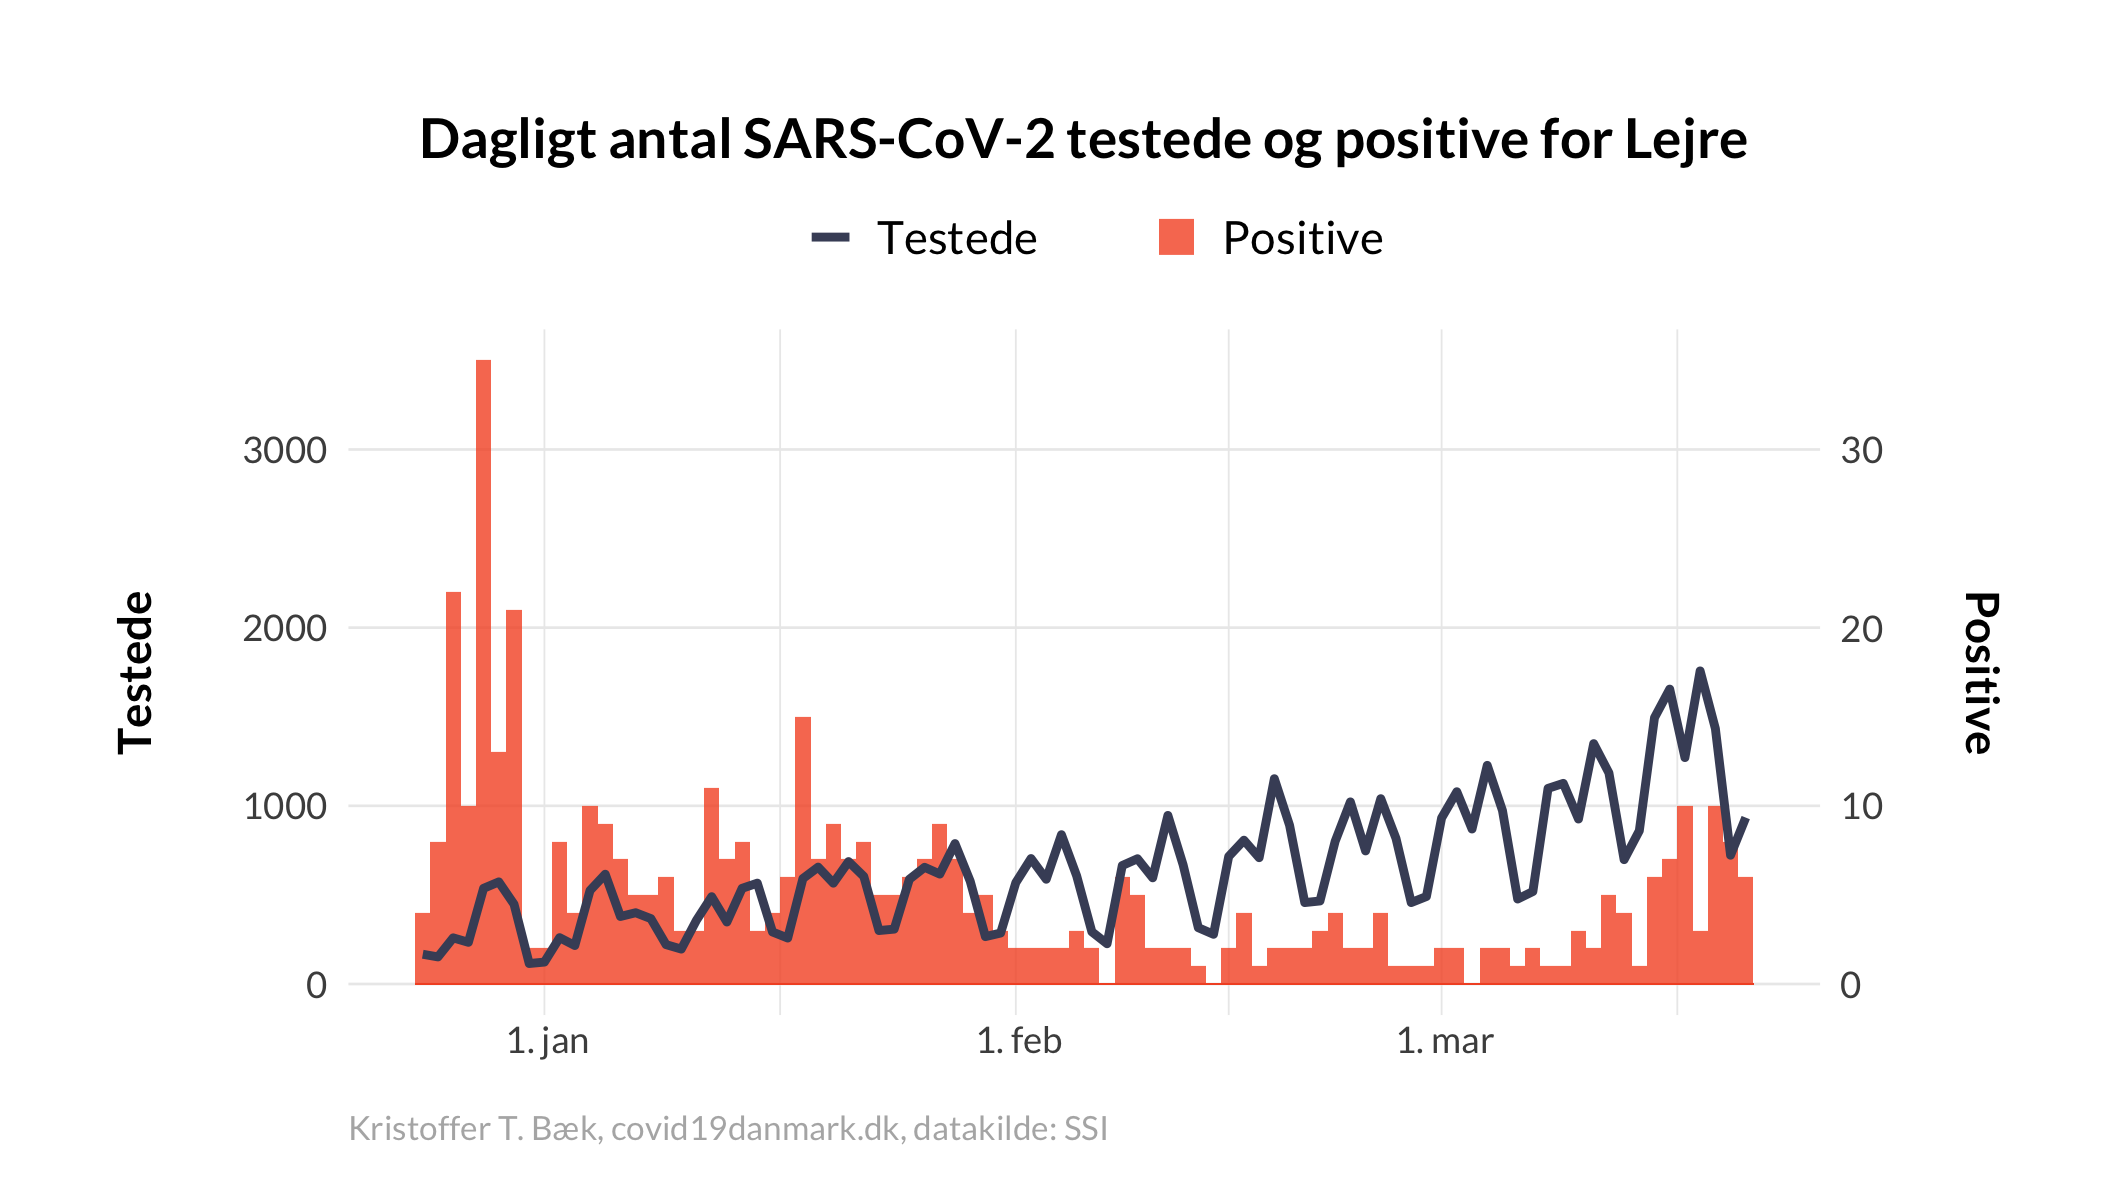 Dagligt antal SARS-CoV-2 testede og positive for Lejre
Testede
Positive
3000
2000
1000
0
Testede
30
20
10
0
Positive
1. jan
1. feb
1. mar
Kristoffer T. Bæk, covid19danmark.dk, datakilde: SSI